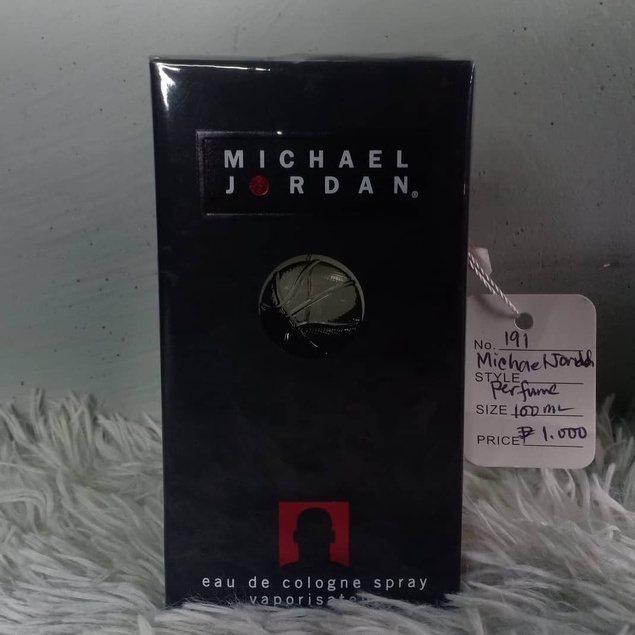 MICHAEL
JORDAN®
eau de cologne spray
No. 191
Michael Jordan
STYLE
Perfume
SIZE 100 mL
PRICE ₱ 1.000